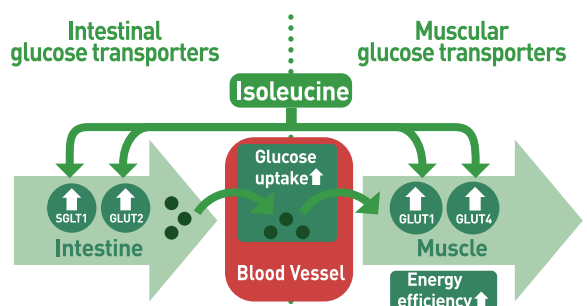 Intestinal
glucose transporters
Muscular
glucose transporters
Isoleucine
SGLT1
GLUT2
Intestine
Glucose
uptake
Blood Vessel
GLUT1
GLUT4
Muscle
Energy
efficiency